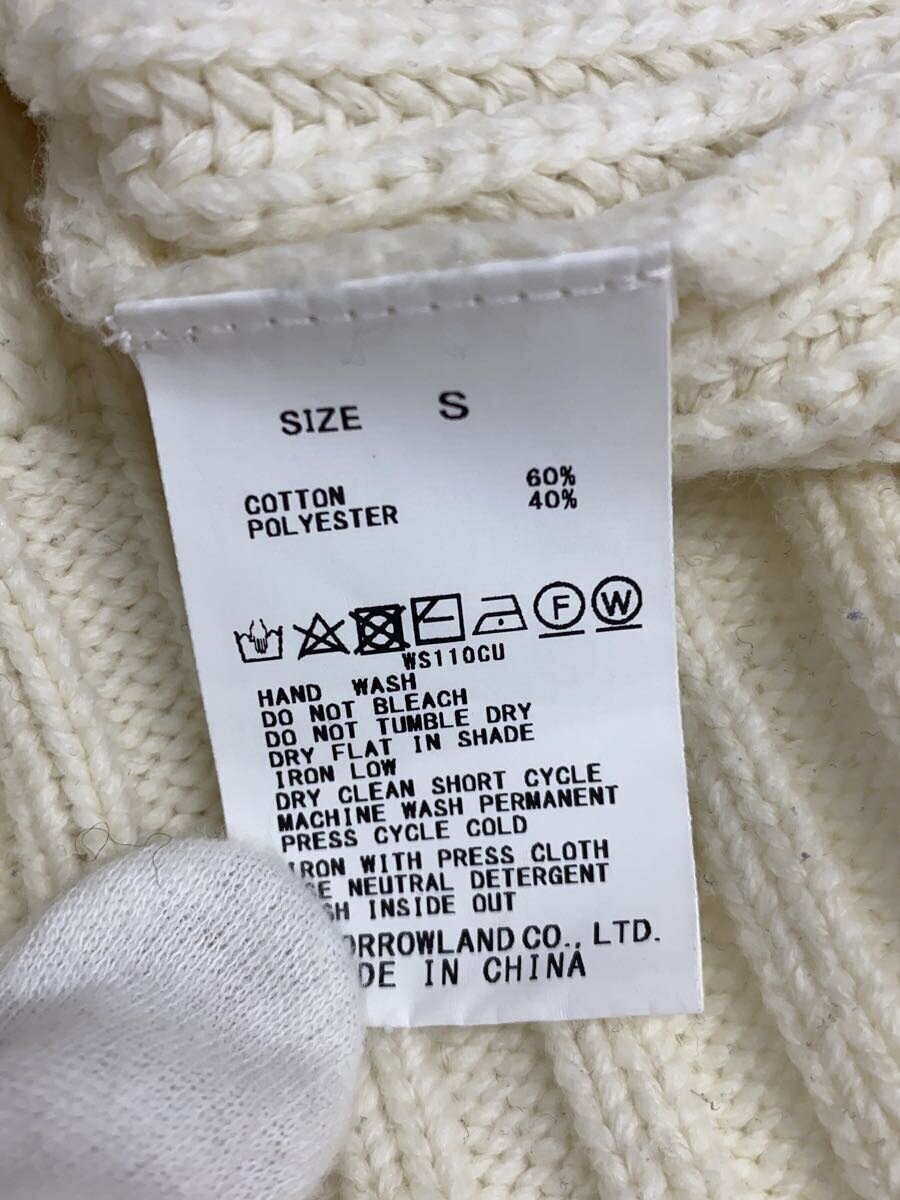 SIZE S
COTTON 60%
POLYESTER 40%
F W
WS110CU
HAND WASH
DO NOT BLEACH
DO NOT TUMBLE DRY
DRY FLAT IN SHADE
IRON LOW
DRY CLEAN SHORT CYCLE
MACHINE WASH PERMANENT
PRESS CYCLE COLD
IRON WITH PRESS CLOTH
NEUTRAL DETERGENT
INSIDE OUT
CO., LTD.
IN CHINA